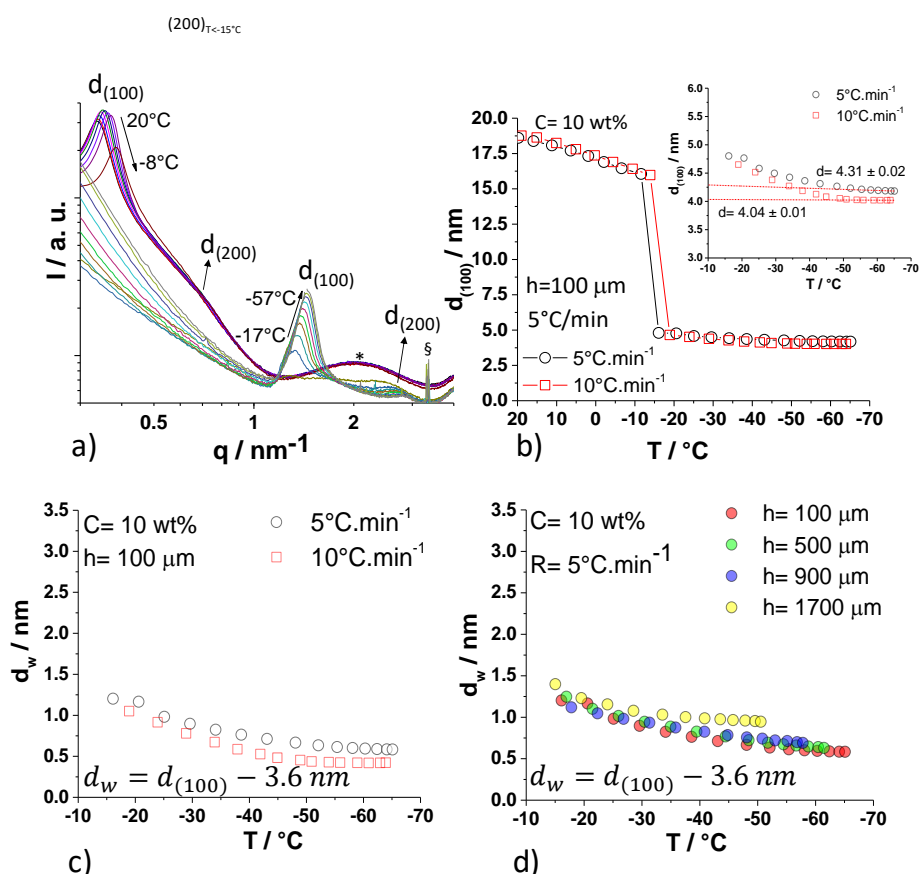 (200)T<-15°C
d(100)
20°C
-8°C
d(200)
d(100)
-57°C
-17°C
d(200)
*
§
I / a. u.
0.5
1
2
3
q / nm-1
a)
C= 10 wt%
20.0
17.5
15.0
12.5
10.0
7.5
5.0
2.5
0.0
d(100) / nm
h=100 μm
5°C/min
5°C.min-1
10°C.min-1
20
10
0
-10
-20
-30
-40
-50
-60
-70
T / °C
b)
6.0
5.5
5.0
4.5
4.0
3.5
3.0
d(100) / nm
5°C.min-1
10°C.min-1
d= 4.31 ± 0.02
d= 4.04 ± 0.01
-10
-20
-30
-40
-50
-60
-70
T / °C
3.5
3.0
2.5
2.0
1.5
1.0
0.5
0.0
dw / nm
C= 10 wt%
h= 100 μm
5°C.min-1
10°C.min-1
dw = d(100) − 3.6 nm
-10
-20
-30
-40
-50
-60
-70
T / °C
c)
3.5
3.0
2.5
2.0
1.5
1.0
0.5
0.0
dw / nm
C= 10 wt%
R= 5°C.min-1
h= 100 μm
h= 500 μm
h= 900 μm
h= 1700 μm
dw = d(100) − 3.6 nm
-10
-20
-30
-40
-50
-60
-70
T / °C
d)